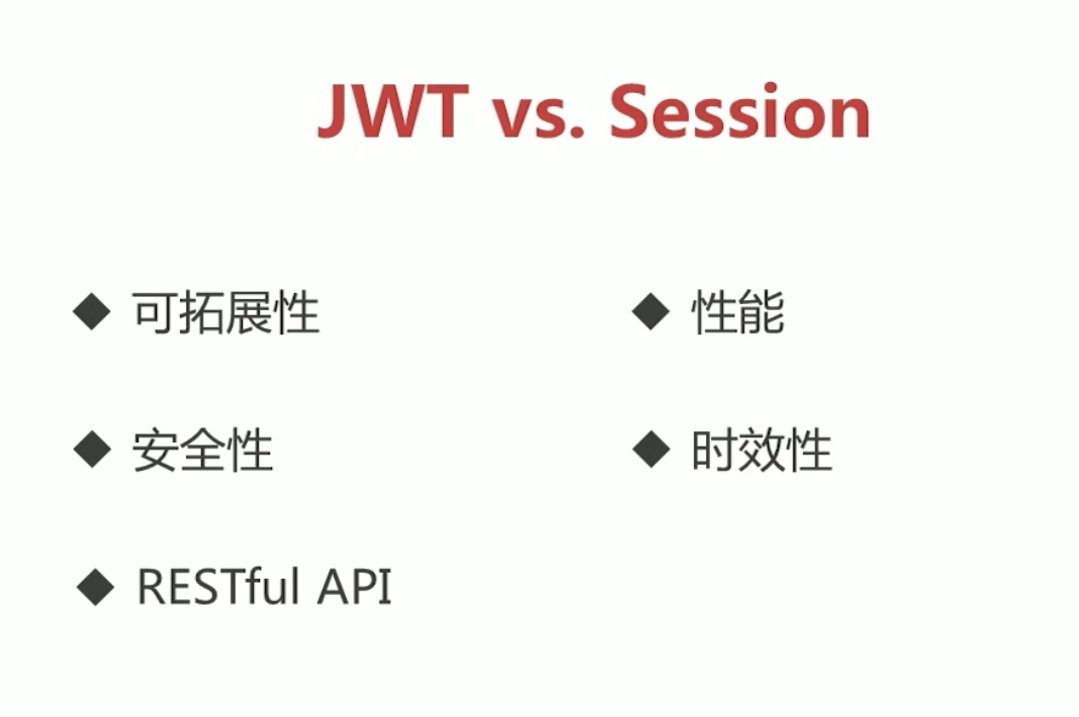 JWT vs. Session
◆ 可拓展性
◆ 性能
◆ 安全性
◆ 时效性
◆ RESTful API